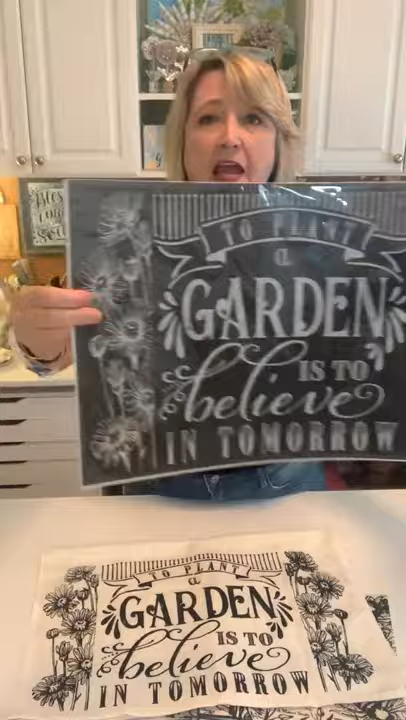 TO PLANT
a
GARDEN
IS TO
believe
IN TOMORROW
TO PLANT
a
GARDEN
IS TO
believe
IN TOMORROW